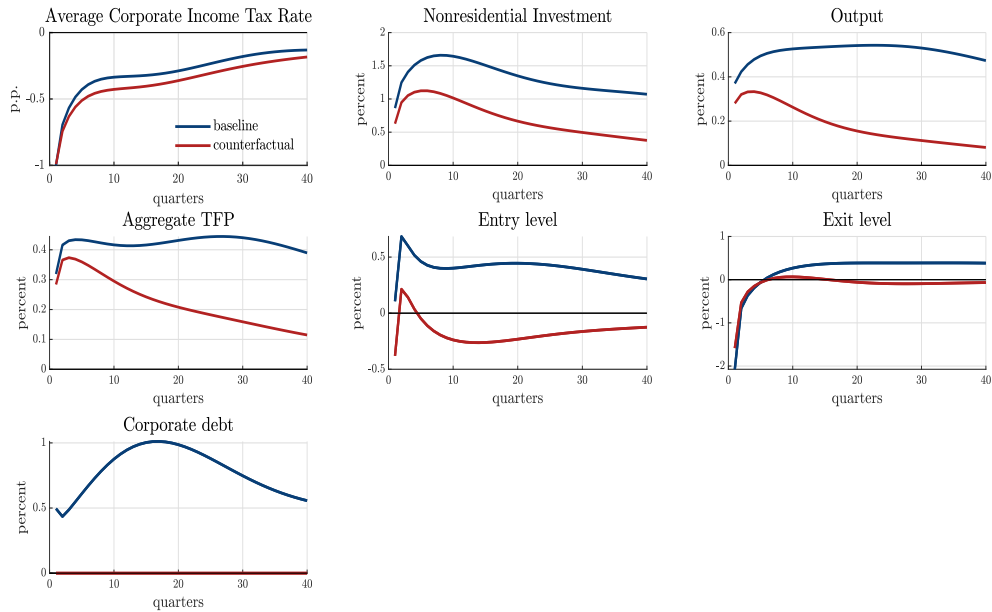 Average Corporate Income Tax Rate
0
-0.5
-1
p.p.
baseline
counterfactual
0 10 20 30 40
quarters
Nonresidential Investment
2
1.5
1
0.5
0
percent
0 10 20 30 40
quarters
Output
0.6
0.4
0.2
0
percent
0 10 20 30 40
quarters
Aggregate TFP
0.4
0.3
0.2
0.1
0
percent
0 10 20 30 40
quarters
Entry level
0.5
0
-0.5
percent
0 10 20 30 40
quarters
Exit level
1
0
-1
-2
percent
0 10 20 30 40
quarters
Corporate debt
1
0.5
0
percent
0 10 20 30 40
quarters